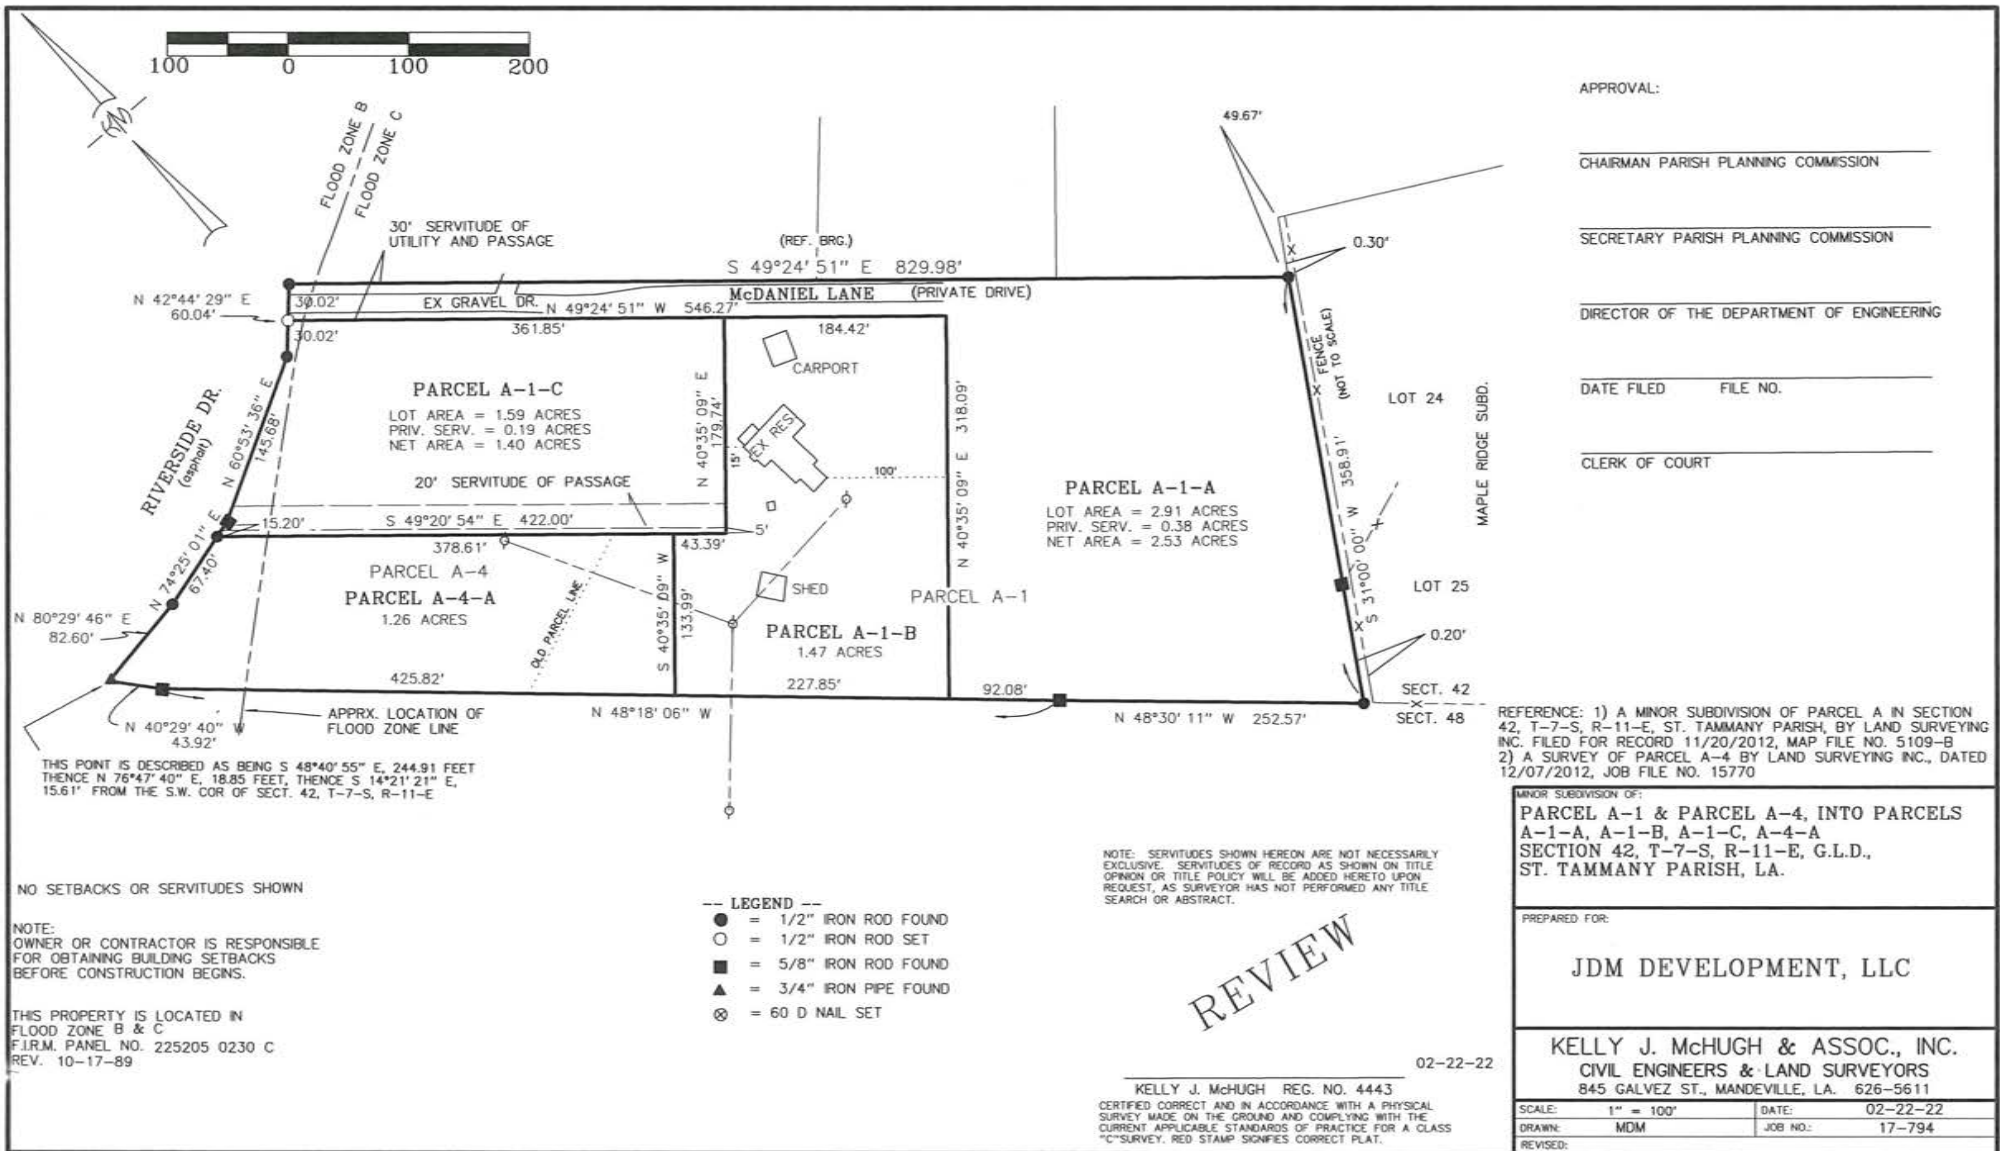 100 0 100 200
FLOOD ZONE B
FLOOD ZONE C
30' SERVITUDE OF
UTILITY AND PASSAGE
(REF. BRG.)
S 49°24'51" E 829.98'
McDANIEL LANE (PRIVATE DRIVE)
49.67'
0.30'
N 42°44'29" E
60.04'
30.02'
30.02'
EX GRAVEL DR.
N 49°24'51" W 546.27'
361.85'
184.42'
CARPORT
FENCE
(NOT TO SCALE)
LOT 24
MAPLE RIDGE SUBD.
RIVERSIDE DR.
(asphalt)
N 60°53'36" E
145.68'
PARCEL A-1-C
LOT AREA = 1.59 ACRES
PRIV. SERV. = 0.19 ACRES
NET AREA = 1.40 ACRES
N 40°35'09" E
179.74'
15'
EX RES
100'
N 40°35'09" E 318.09'
S 31°00'00" W 358.91'
20' SERVITUDE OF PASSAGE
PARCEL A-1-A
LOT AREA = 2.91 ACRES
PRIV. SERV. = 0.38 ACRES
NET AREA = 2.53 ACRES
15.20'
S 49°20'54" E 422.00'
5'
378.61'
43.39'
N 74°25'01" E
67.40'
PARCEL A-4
PARCEL A-4-A
1.26 ACRES
OLD PARCEL LINE
S 40°35'09" W
133.99'
SHED
PARCEL A-1
PARCEL A-1-B
1.47 ACRES
LOT 25
0.20'
N 80°29'46" E
82.60'
425.82'
227.85'
92.08'
SECT. 42
SECT. 48
N 40°29'40" W
43.92'
APPRX. LOCATION OF
FLOOD ZONE LINE
N 48°18'06" W
N 48°30'11" W 252.57'
THIS POINT IS DESCRIBED AS BEING S 48°40'55" E, 244.91 FEET
THENCE N 76°47'40" E, 18.85 FEET, THENCE S 14°21'21" E,
15.61' FROM THE S.W. COR OF SECT. 42, T-7-S, R-11-E
NO SETBACKS OR SERVITUDES SHOWN
NOTE:
OWNER OR CONTRACTOR IS RESPONSIBLE
FOR OBTAINING BUILDING SETBACKS
BEFORE CONSTRUCTION BEGINS.
THIS PROPERTY IS LOCATED IN
FLOOD ZONE B & C
F.I.R.M. PANEL NO. 225205 0230 C
REV. 10-17-89
-- LEGEND --
= 1/2" IRON ROD FOUND
= 1/2" IRON ROD SET
= 5/8" IRON ROD FOUND
= 3/4" IRON PIPE FOUND
= 60 D NAIL SET
NOTE: SERVITUDES SHOWN HEREON ARE NOT NECESSARILY
EXCLUSIVE. SERVITUDES OF RECORD AS SHOWN ON TITLE
OPINION OR TITLE POLICY WILL BE ADDED HERETO UPON
REQUEST, AS SURVEYOR HAS NOT PERFORMED ANY TITLE
SEARCH OR ABSTRACT.
REVIEW
02-22-22
KELLY J. McHUGH REG. NO. 4443
CERTIFIED CORRECT AND IN ACCORDANCE WITH A PHYSICAL
SURVEY MADE ON THE GROUND AND COMPLYING WITH THE
CURRENT APPLICABLE STANDARDS OF PRACTICE FOR A CLASS
"C"SURVEY. RED STAMP SIGNIFIES CORRECT PLAT.
APPROVAL:
CHAIRMAN PARISH PLANNING COMMISSION
SECRETARY PARISH PLANNING COMMISSION
DIRECTOR OF THE DEPARTMENT OF ENGINEERING
DATE FILED FILE NO.
CLERK OF COURT
REFERENCE: 1) A MINOR SUBDIVISION OF PARCEL A IN SECTION
42, T-7-S, R-11-E, ST. TAMMANY PARISH, BY LAND SURVEYING
INC. FILED FOR RECORD 11/20/2012, MAP FILE NO. 5109-B
2) A SURVEY OF PARCEL A-4 BY LAND SURVEYING INC., DATED
12/07/2012, JOB FILE NO. 15770
MINOR SUBDIVISION OF:
PARCEL A-1 & PARCEL A-4, INTO PARCELS
A-1-A, A-1-B, A-1-C, A-4-A
SECTION 42, T-7-S, R-11-E, G.L.D.,
ST. TAMMANY PARISH, LA.
PREPARED FOR:
JDM DEVELOPMENT, LLC
KELLY J. McHUGH & ASSOC., INC.
CIVIL ENGINEERS & LAND SURVEYORS
845 GALVEZ ST., MANDEVILLE, LA. 626-5611
SCALE: 1" = 100' DATE: 02-22-22
DRAWN: MDM JOB NO.: 17-794
REVISED: